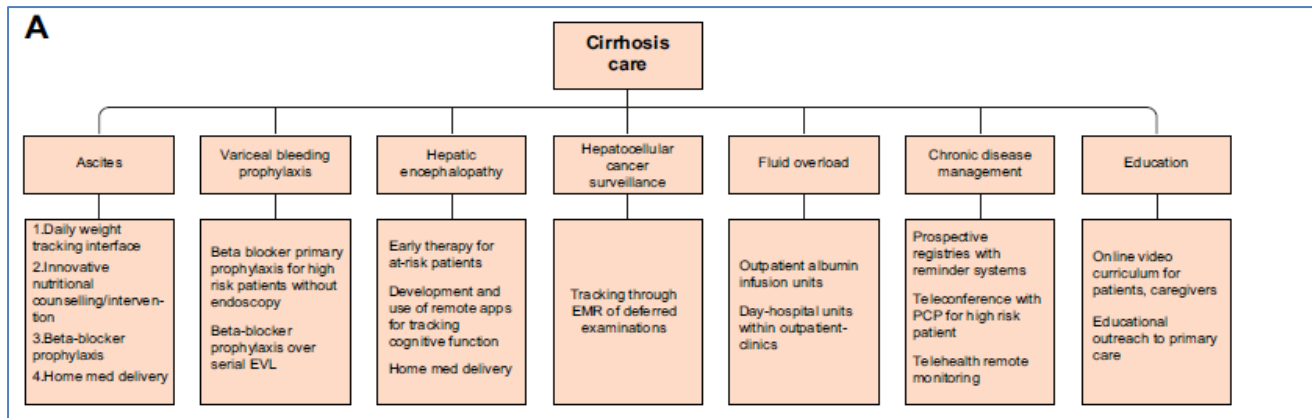 A
Cirrhosis
care
Ascites
Variceal bleeding
prophylaxis
Hepatic
encephalopathy
Hepatocellular
cancer
surveillance
Fluid overload
Chronic disease
management
Education
1.Daily weight
tracking interface
2.Innovative
nutritional
counselling/interven-
tion
3.Beta-blocker
prophylaxis
4.Home med delivery
Beta blocker primary
prophylaxis for high
risk patients without
endoscopy
Beta-blocker
prophylaxis over
serial EVL
Early therapy for
at-risk patients
Development and
use of remote apps
for tracking
cognitive function
Home med delivery
Tracking through
EMR of deferred
examinations
Outpatient albumin
infusion units
Day-hospital units
within outpatient-
clinics
Prospective
registries with
reminder systems
Teleconference with
PCP for high risk
patient
Telehealth remote
monitoring
Online video
curriculum for
patients, caregivers
Educational
outreach to primary
care